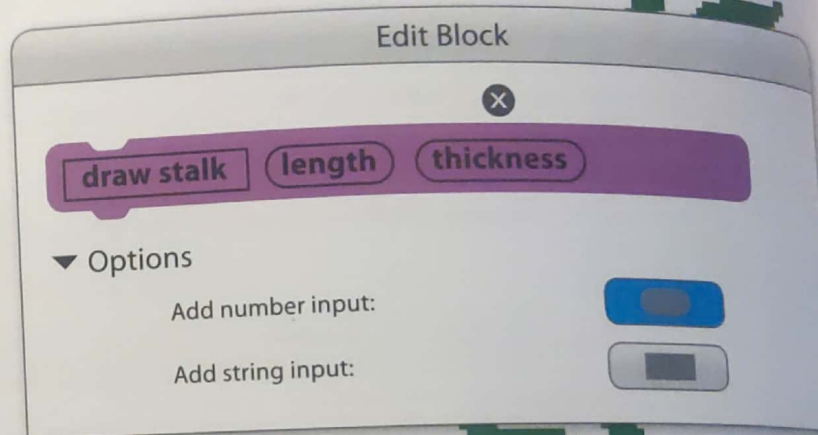 Edit Block
draw stalk length thickness
Options
Add number input:
Add string input: